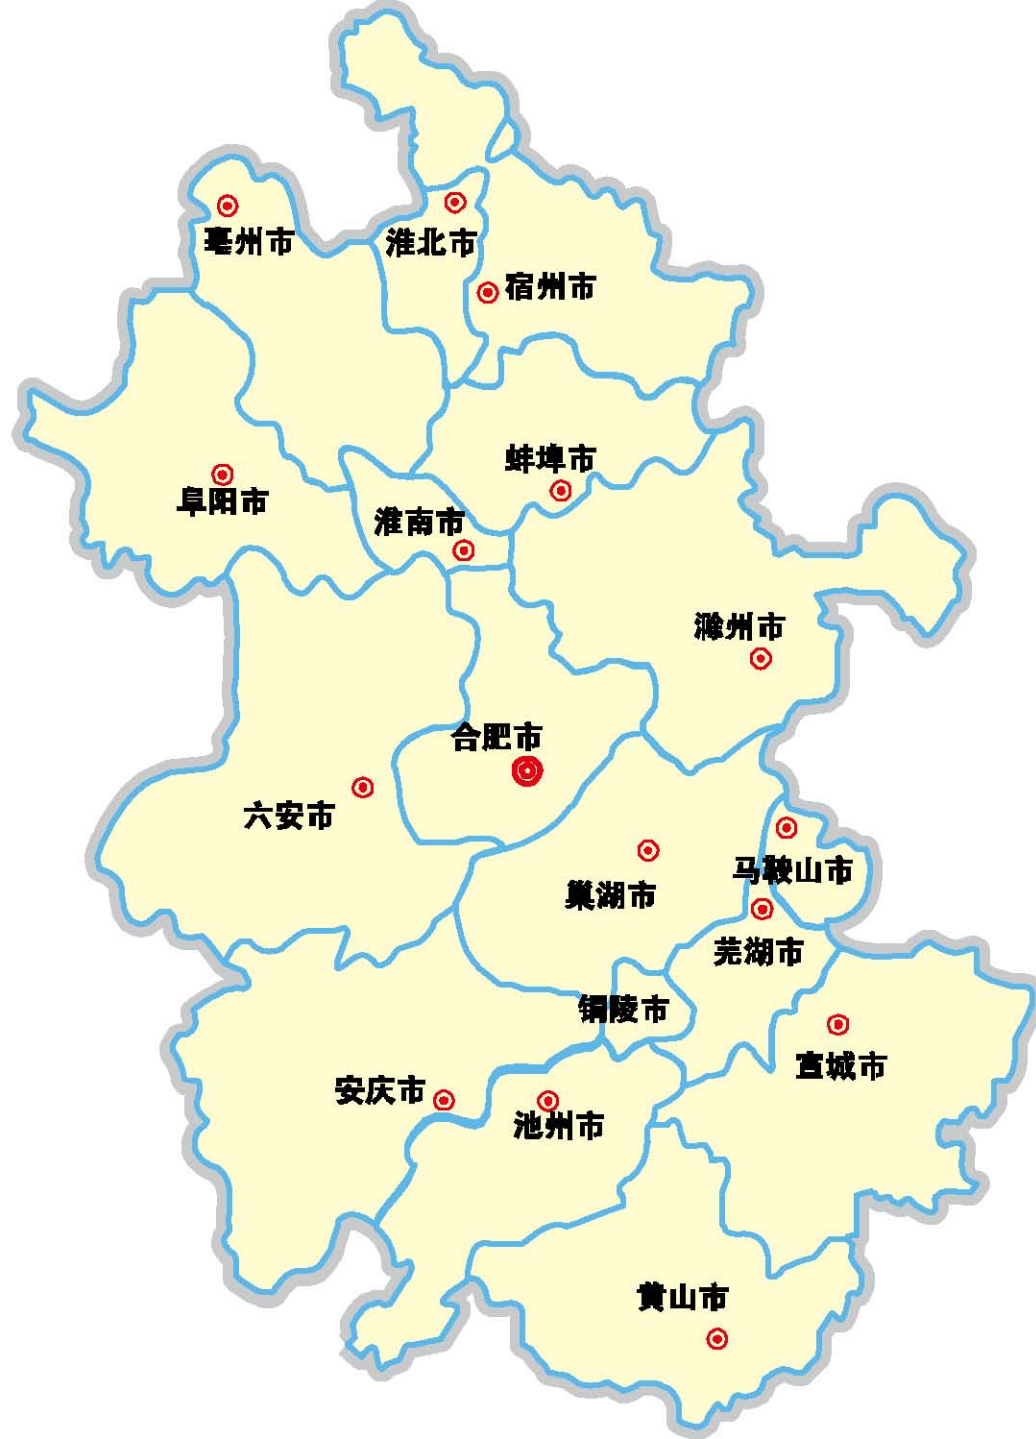 亳州市
淮北市
宿州市
蚌埠市
阜阳市
淮南市
滁州市
合肥市
六安市
马鞍山市
巢湖市
芜湖市
铜陵市
宣城市
安庆市
池州市
黄山市